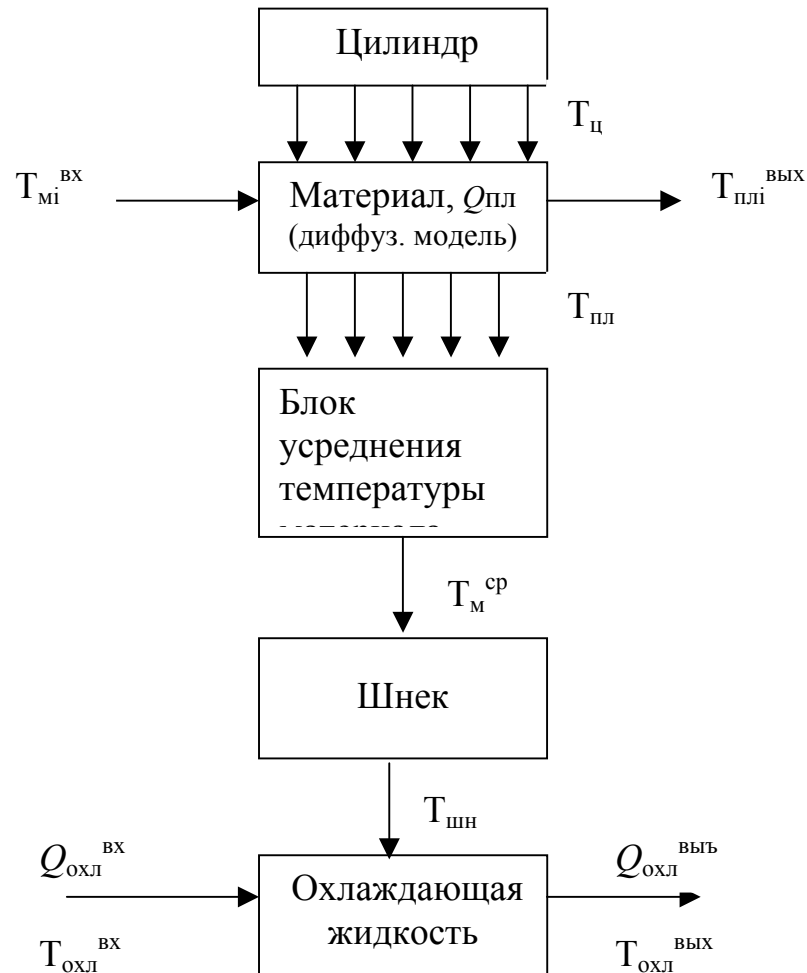 Цилиндр
Тц
Тмi вх
Материал, Qпл
(диффуз. модель)
Тплi вых
Тпл
Блок
усреднения
температуры
Тм ср
Шнек
Тшн
Qохл вх
Qохл выъ
Охлаждающая
жидкость
Тохл вх
Тохл вых